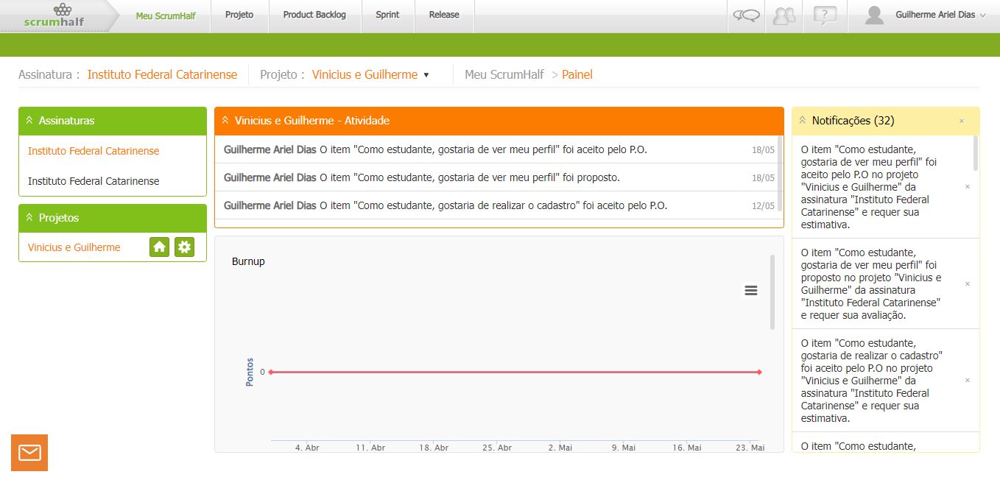 scrumhalf
Meu ScrumHalf
Projeto
Product Backlog
Sprint
Release
?
Guilherme Ariel Dias
Assinatura : Instituto Federal Catarinense
Projeto : Vinicius e Guilherme
Meu ScrumHalf > Painel
Assinaturas
Instituto Federal Catarinense
Instituto Federal Catarinense
Projetos
Vinicius e Guilherme
Vinicius e Guilherme - Atividade
Guilherme Ariel Dias O item "Como estudante, gostaria de ver meu perfil" foi aceito pelo P.O. 18/05
Guilherme Ariel Dias O item "Como estudante, gostaria de ver meu perfil" foi proposto. 18/05
Guilherme Ariel Dias O item "Como estudante, gostaria de realizar o cadastro" foi aceito pelo P.O. 12/05
Burnup
Pontos
0
4. Abr 11. Abr 18. Abr 25. Abr 2. Mai 9. Mai 16. Mai 23. Mai
Notificações (32) ×
O item "Como estudante,
gostaria de ver meu perfil" foi
aceito pelo P.O no projeto
"Vinicius e Guilherme" da ×
assinatura "Instituto Federal
Catarinense" e requer sua
estimativa.
O item "Como estudante,
gostaria de ver meu perfil" foi
proposto no projeto "Vinicius e
Guilherme" da assinatura ×
"Instituto Federal Catarinense"
e requer sua avaliação.
O item "Como estudante,
gostaria de realizar o cadastro"
foi aceito pelo P.O no projeto
"Vinicius e Guilherme" da ×
assinatura "Instituto Federal
Catarinense" e requer sua
estimativa.
O item "Como estudante,